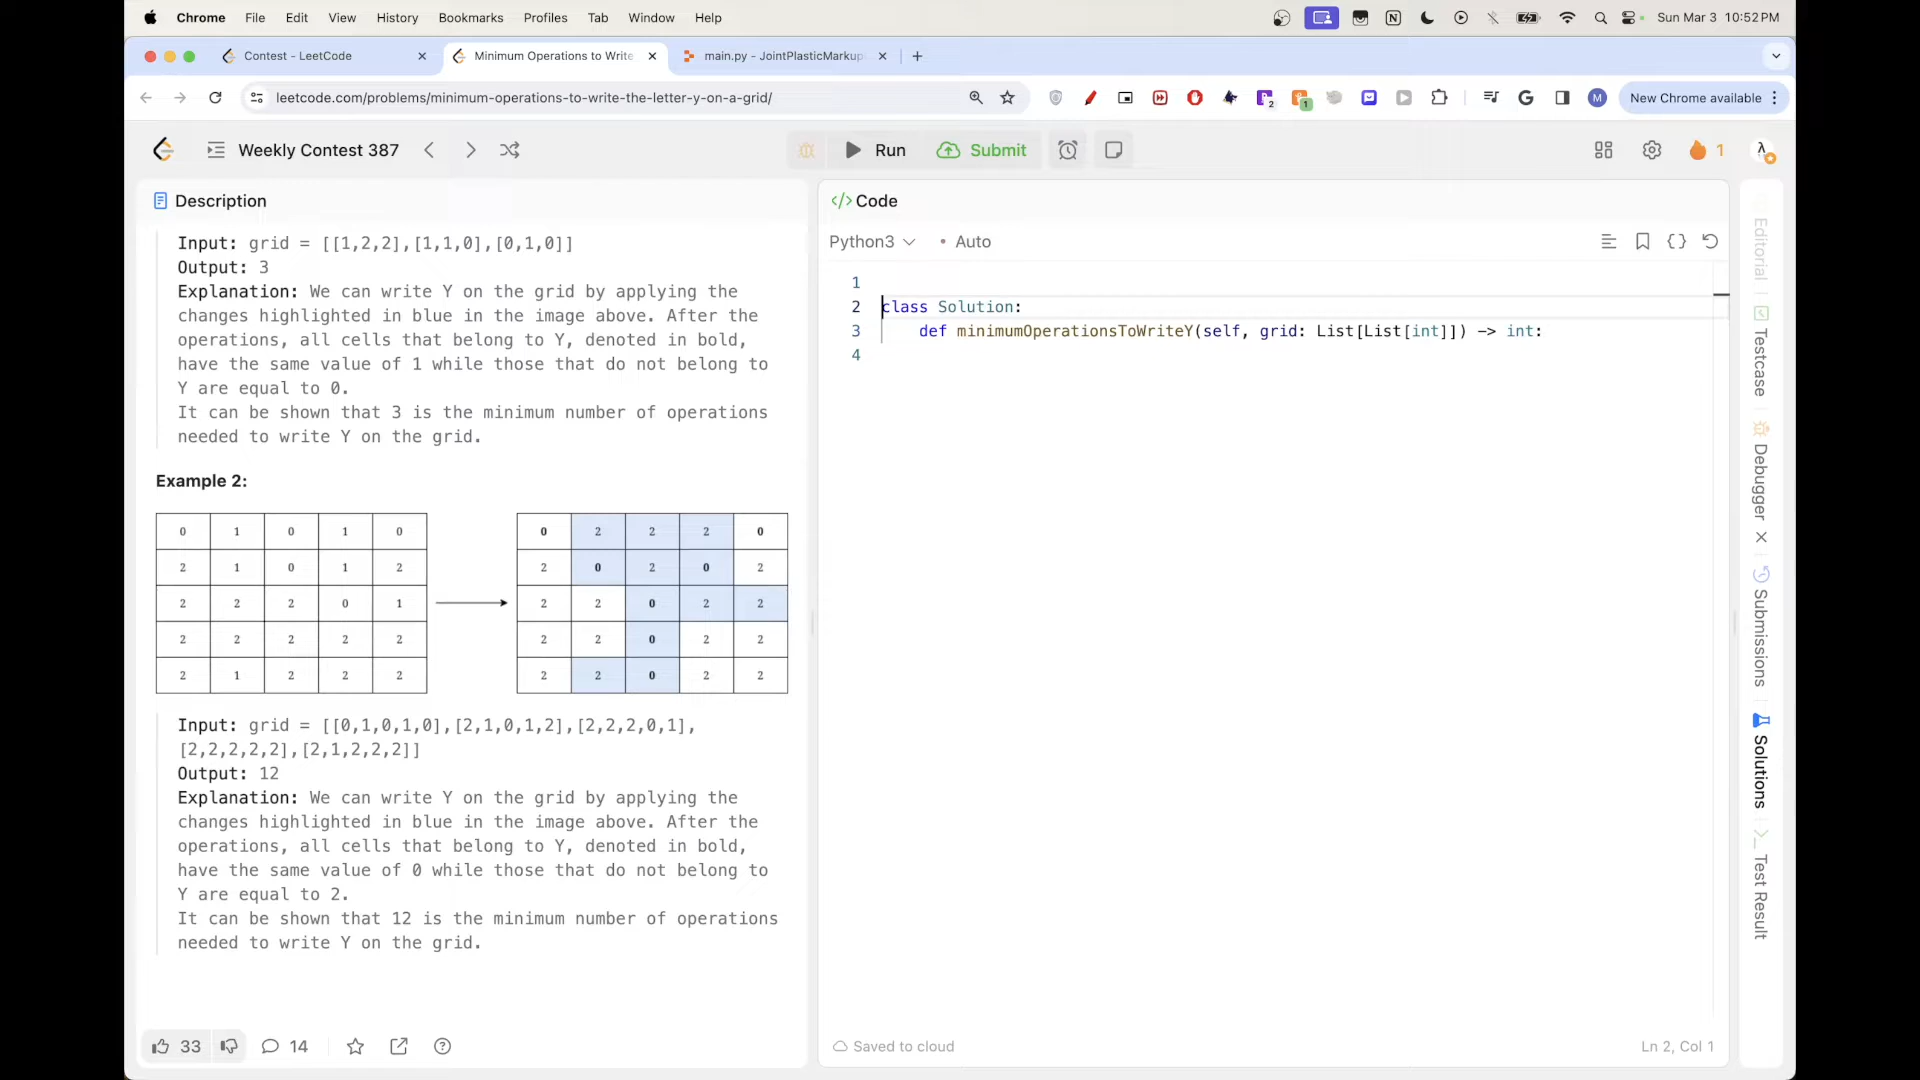 Chrome File Edit View History Bookmarks Profiles Tab Window Help Sun Mar 3 10:52 PM
Contest - LeetCode Minimum Operations to Write main.py - JointPlasticMarkup
leetcode.com/problems/minimum-operations-to-write-the-letter-y-on-a-grid/ 2 1 M New Chrome available
Weekly Contest 387 Run Submit 1
Description
Input: grid = [[1,2,2],[1,1,0],[0,1,0]]
Output: 3
Explanation: We can write Y on the grid by applying the
changes highlighted in blue in the image above. After the
operations, all cells that belong to Y, denoted in bold,
have the same value of 1 while those that do not belong to
Y are equal to 0.
It can be shown that 3 is the minimum number of operations
needed to write Y on the grid.
Example 2:
0 1 0 1 0
2 1 0 1 2
2 2 2 0 1
2 2 2 2 2
2 1 2 2 2
0 2 2 2 0
2 0 2 0 2
2 2 0 2 2
2 2 0 2 2
2 2 0 2 2
Input: grid = [[0,1,0,1,0],[2,1,0,1,2],[2,2,2,0,1],
[2,2,2,2,2],[2,1,2,2,2]]
Output: 12
Explanation: We can write Y on the grid by applying the
changes highlighted in blue in the image above. After the
operations, all cells that belong to Y, denoted in bold,
have the same value of 0 while those that do not belong to
Y are equal to 2.
It can be shown that 12 is the minimum number of operations
needed to write Y on the grid.
33 14
</> Code
Python3 • Auto
1
2 class Solution:
3 def minimumOperationsToWriteY(self, grid: List[List[int]]) -> int:
4
Saved to cloud Ln 2, Col 1
Editorial
Testcase
Debugger
Submissions
Solutions
Test Result